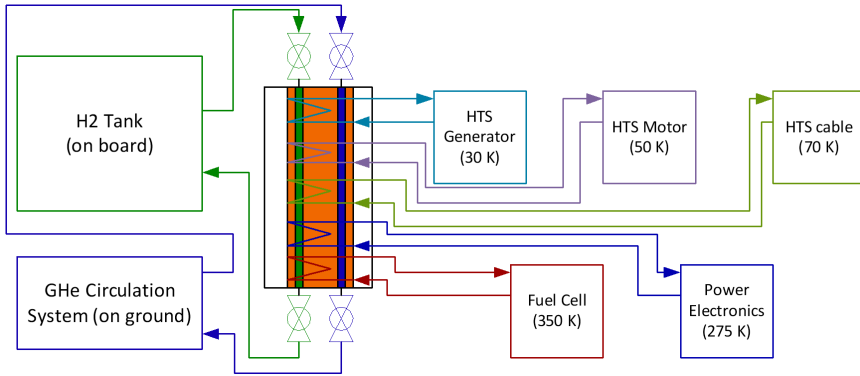 H2 Tank
(on board)
HTS
Generator
(30 K)
HTS Motor
(50 K)
HTS cable
(70 K)
GHe Circulation
System (on ground)
Fuel Cell
(350 K)
Power
Electronics
(275 K)